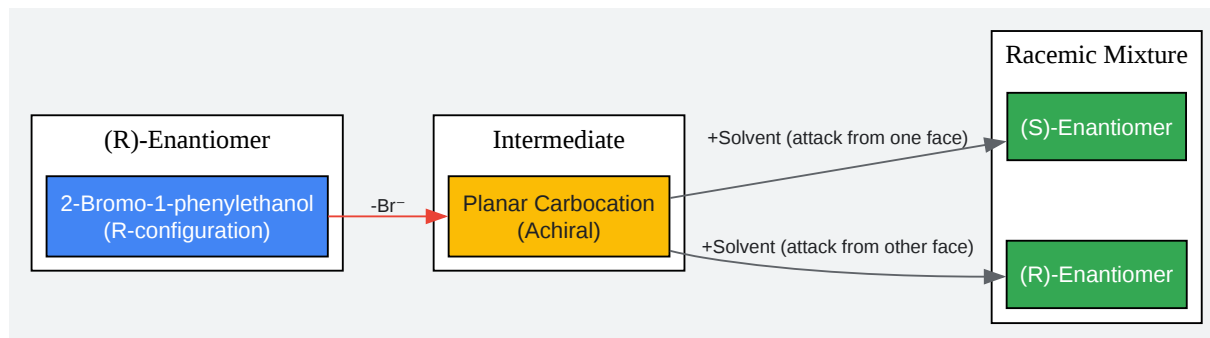 (R)-Enantiomer
2-Bromo-1-phenylethanol
(R-configuration)
-Br⁻
Intermediate
Planar Carbocation
(Achiral)
+Solvent (attack from one face)
+Solvent (attack from other face)
Racemic Mixture
(S)-Enantiomer
(R)-Enantiomer